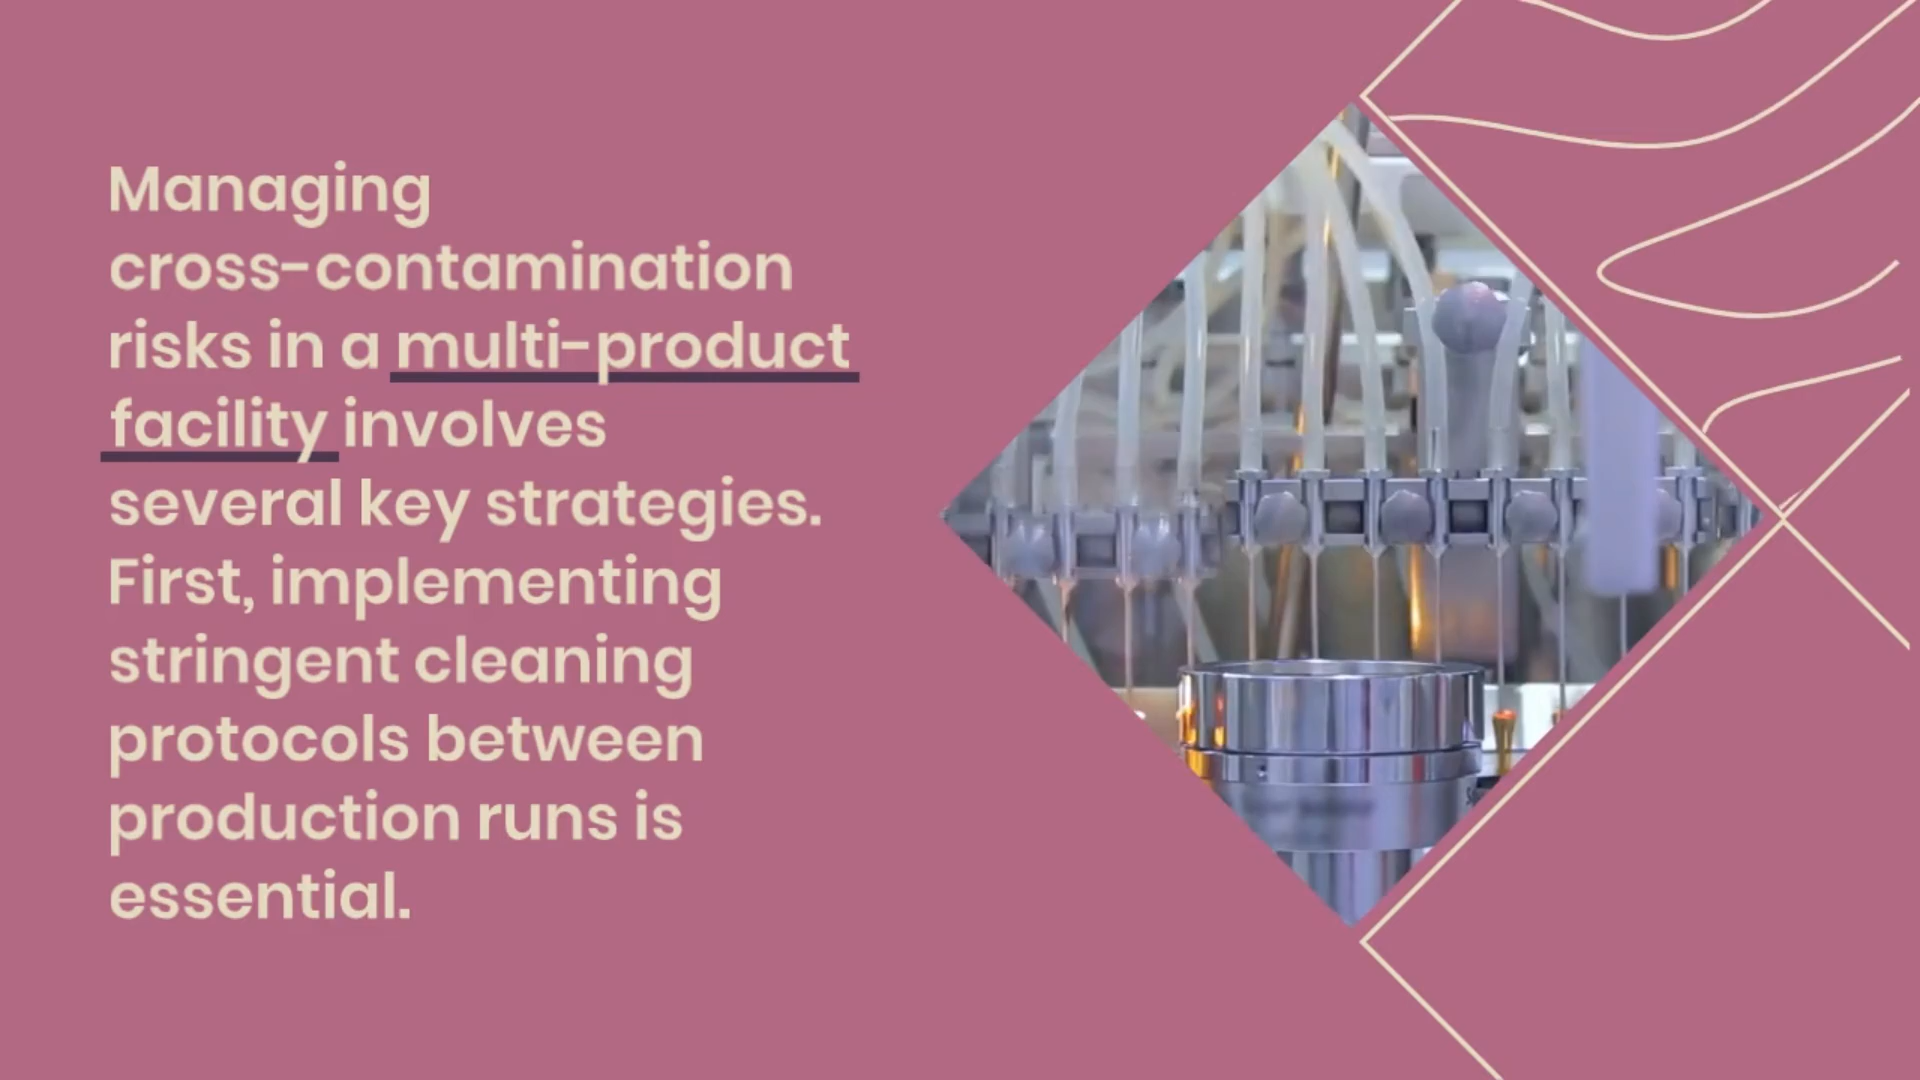 Managing
cross-contamination
risks in a multi-product
facility involves
several key strategies.
First, implementing
stringent cleaning
protocols between
production runs is
essential.